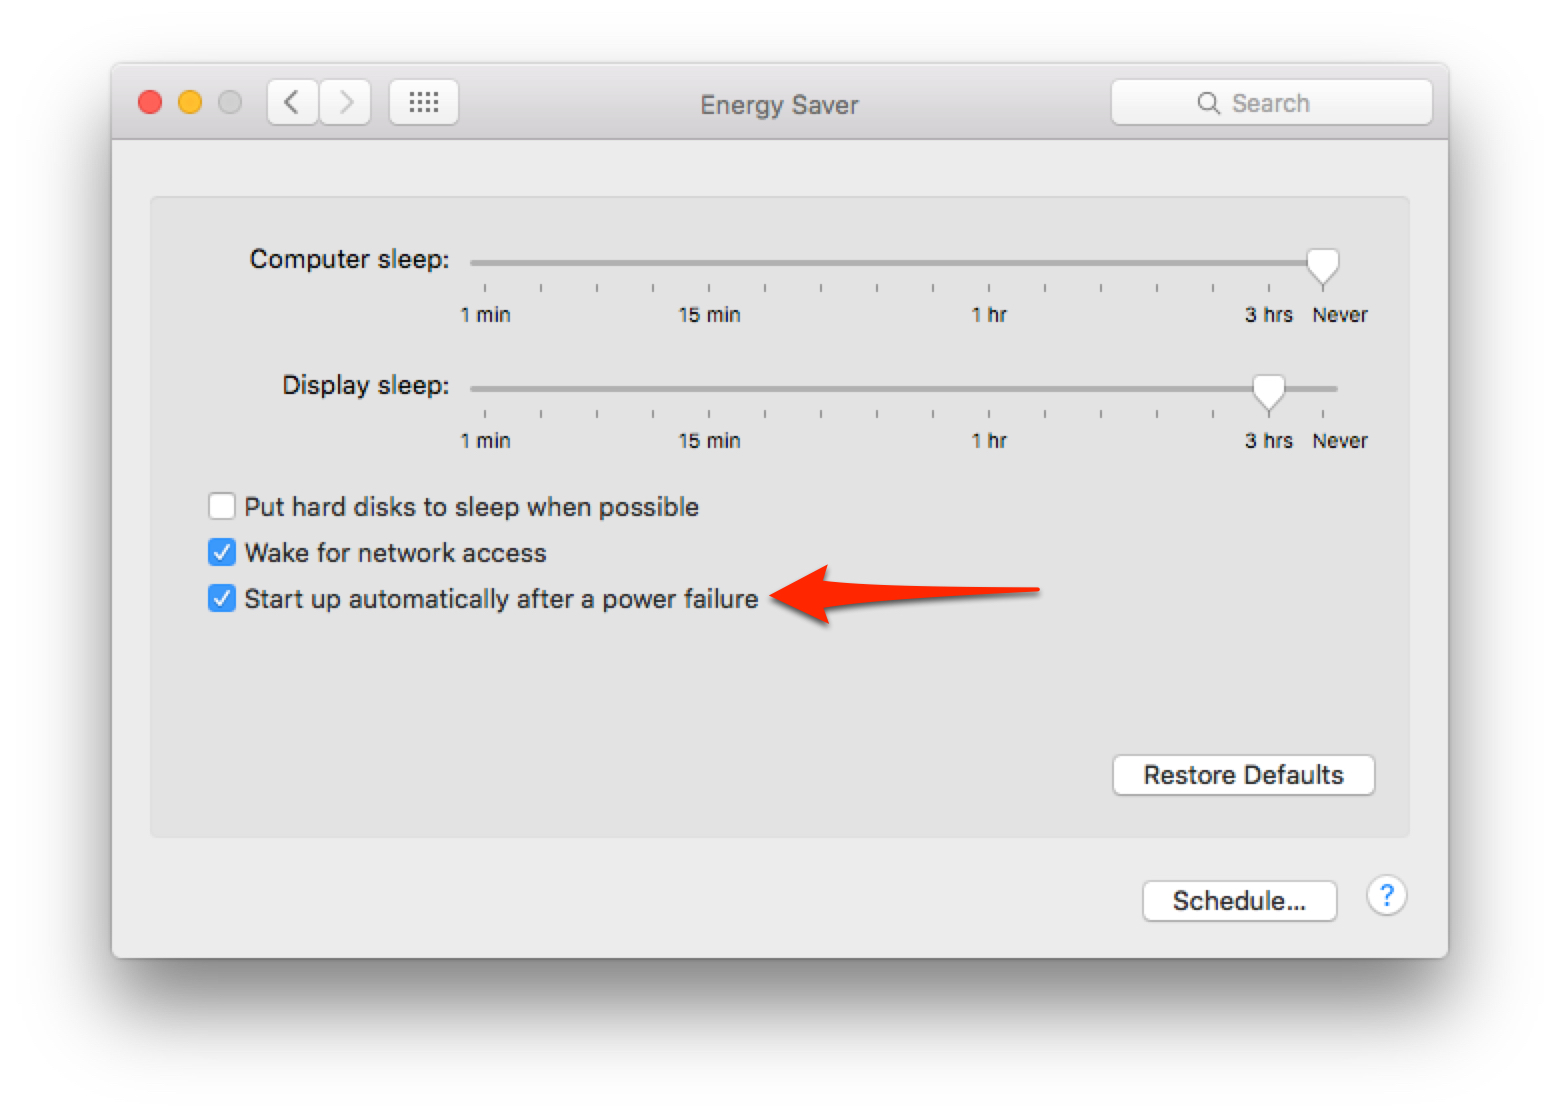 Energy Saver
Search
Computer sleep:
1 min 15 min 1 hr 3 hrs Never
Display sleep:
1 min 15 min 1 hr 3 hrs Never
Put hard disks to sleep when possible
Wake for network access
Start up automatically after a power failure
Restore Defaults
Schedule...
?